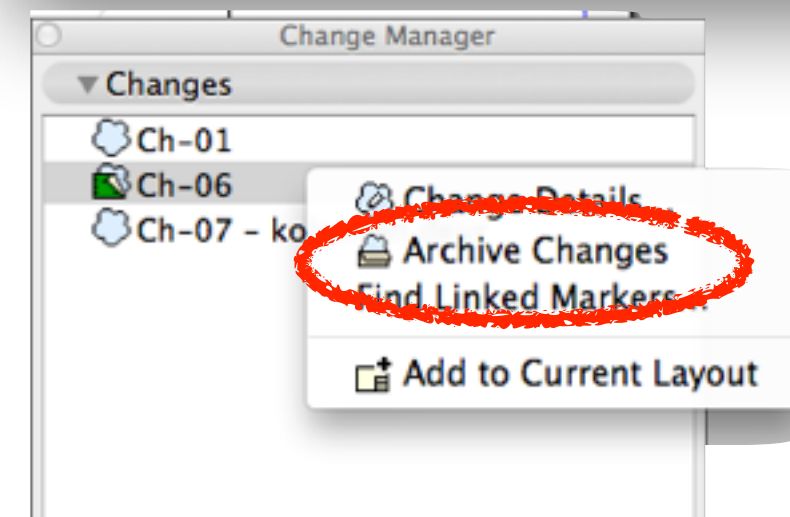 Change Manager
Changes
Ch-01
Ch-06
Ch-07 - ko
Change Details...
Archive Changes
Find Linked Markers...
Add to Current Layout